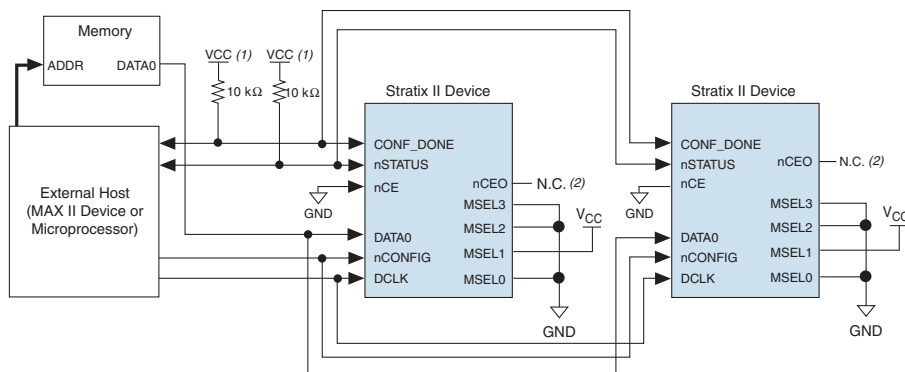 Memory
ADDR
DATA0
VCC (1)
VCC (1)
10 kΩ
10 kΩ
External Host
(MAX II Device or
Microprocessor)
GND
Stratix II Device
CONF_DONE
nSTATUS
nCE
DATA0
nCONFIG
DCLK
nCEO
MSEL3
MSEL2
MSEL1
MSEL0
N.C. (2)
VCC
GND
Stratix II Device
GND
CONF_DONE
nSTATUS
nCE
DATA0
nCONFIG
DCLK
nCEO
MSEL3
MSEL2
MSEL1
MSEL0
N.C. (2)
VCC
GND